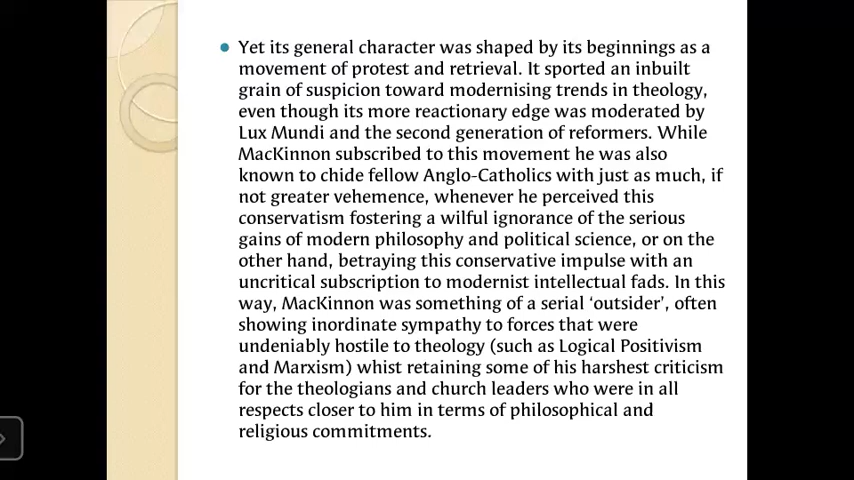 Yet its general character was shaped by its beginnings as a
movement of protest and retrieval. It sported an inbuilt
grain of suspicion toward modernising trends in theology,
even though its more reactionary edge was moderated by
Lux Mundi and the second generation of reformers. While
MacKinnon subscribed to this movement he was also
known to chide fellow Anglo-Catholics with just as much, if
not greater vehemence, whenever he perceived this
conservatism fostering a wilful ignorance of the serious
gains of modern philosophy and political science, or on the
other hand, betraying this conservative impulse with an
uncritical subscription to modernist intellectual fads. In this
way, MacKinnon was something of a serial ‘outsider’, often
showing inordinate sympathy to forces that were
undeniably hostile to theology (such as Logical Positivism
and Marxism) whist retaining some of his harshest criticism
for the theologians and church leaders who were in all
respects closer to him in terms of philosophical and
religious commitments.